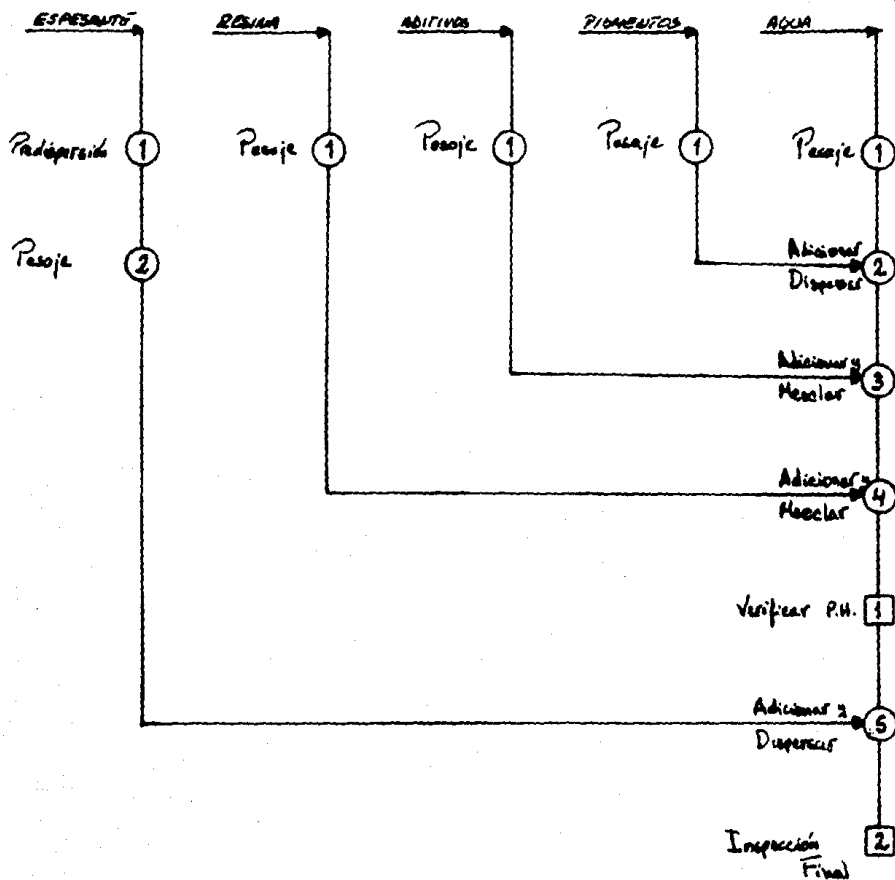 ESPESANTE
RESINA
ADITIVOS
PIGMENTOS
AGUA
Predispersión 1
Pesaje 1
Pesaje 1
Pesaje 1
Pesaje 1
Pesaje 2
Adicionar
Dispersar
2
Adicionar y
Mezclar
3
Adicionar y
Mezclar
4
Verificar P.H. 1
Adicionar y
Dispersar
5
Inspección
Final
2